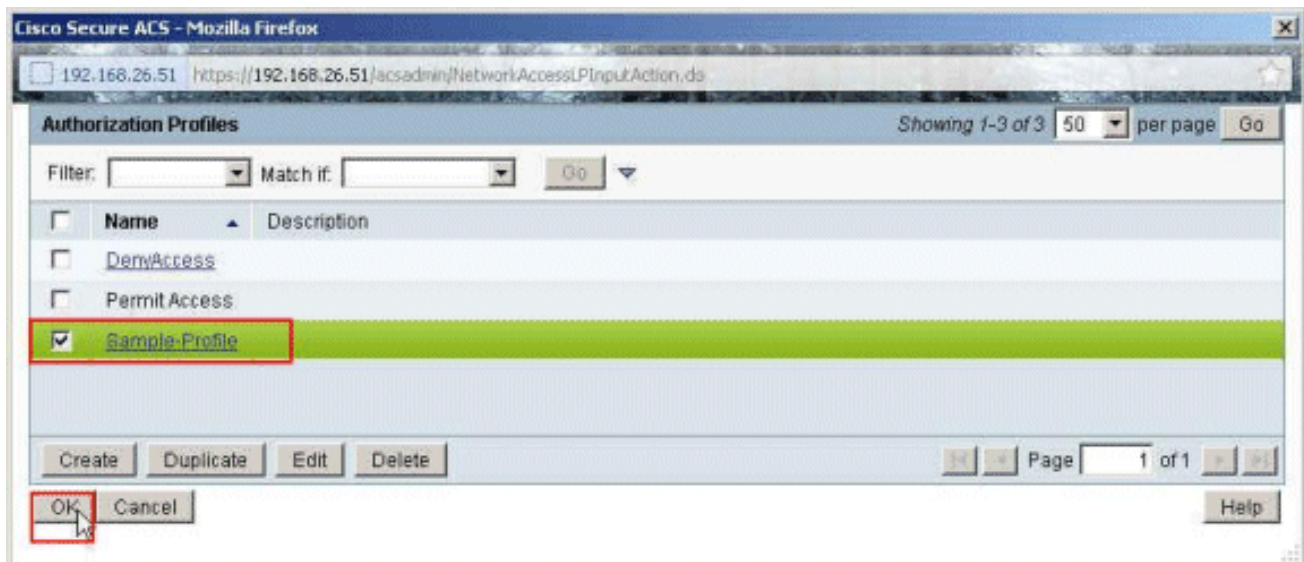 Cisco Secure ACS - Mozilla Firefox
192.168.26.51 https://192.168.26.51/acsadmin/NetworkAccessLPInputAction.do
Authorization Profiles Showing 1-3 of 3 50 per page Go
Filter: Match if: Go
Name Description
DenyAccess
Permit Access
Sample-Profile
Create Duplicate Edit Delete Page 1 of 1
OK Cancel Help